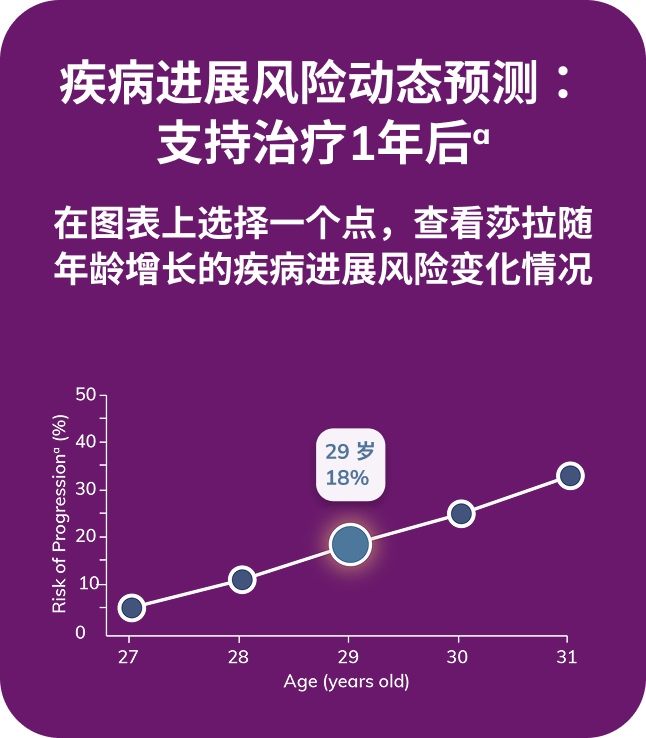 疾病进展风险动态预测：
支持治疗1年后ᵅ
在图表上选择一个点，查看莎拉随
年龄增长的疾病进展风险变化情况
50
40
30
20
10
0
Risk of Progressionᵅ (%)
29 岁
18%
27 28 29 30 31
Age (years old)